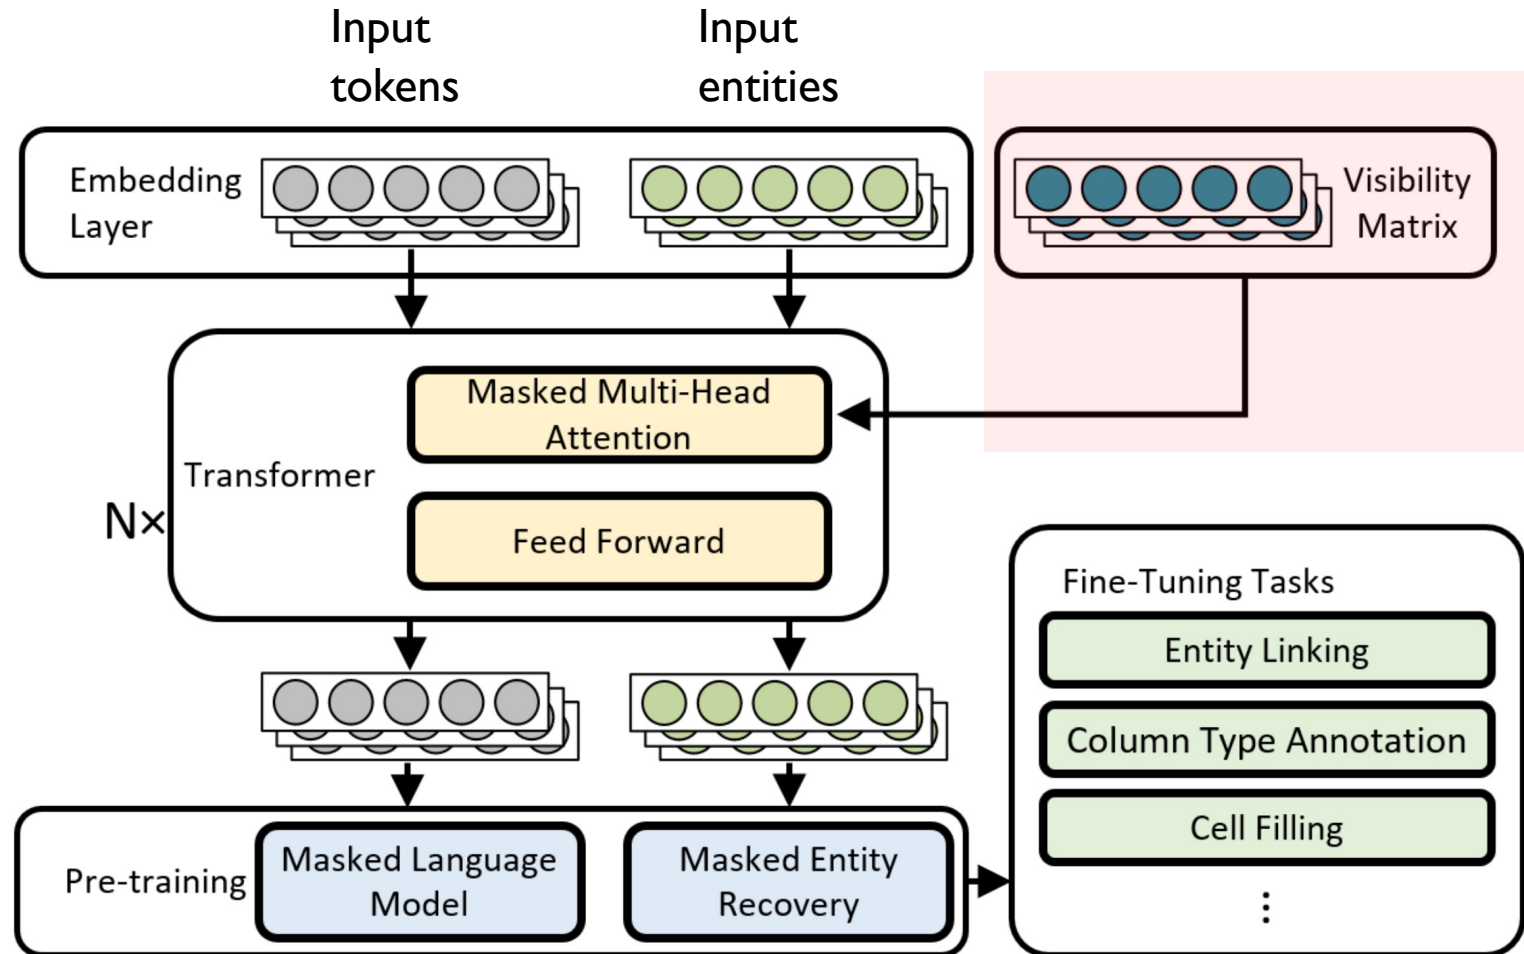 Input
tokens
Input
entities
Embedding
Layer
Visibility
Matrix
Masked Multi-Head
Attention
Transformer
N×
Feed Forward
Fine-Tuning Tasks
Entity Linking
Column Type Annotation
Cell Filling
⋮
Pre-training
Masked Language
Model
Masked Entity
Recovery